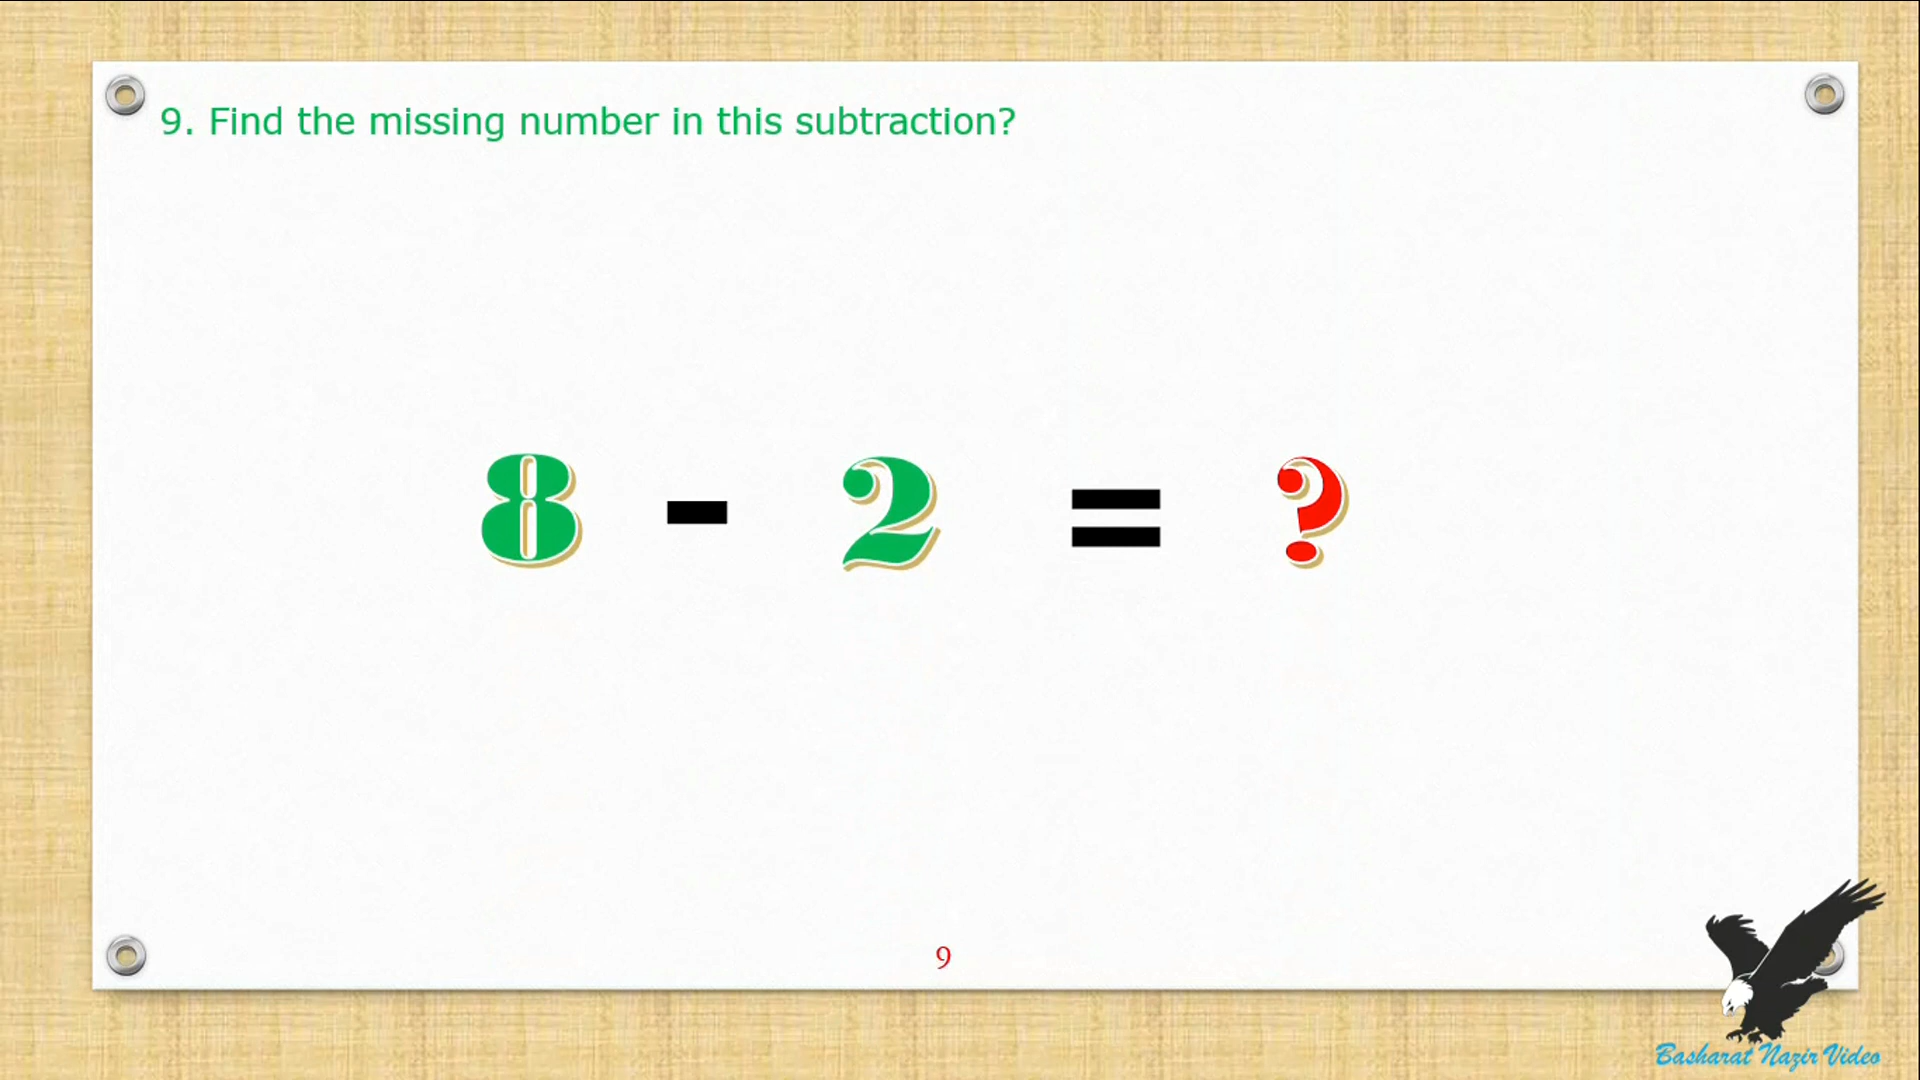 9. Find the missing number in this subtraction?
8 - 2 = ?
9
Basharat Nazir Video